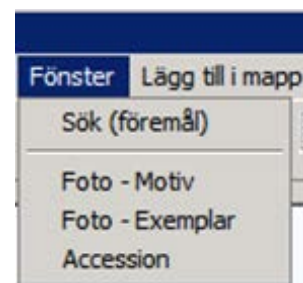 Fönster Lägg till i mapp
Sök (föremål)
Foto - Motiv
Foto - Exemplar
Accession